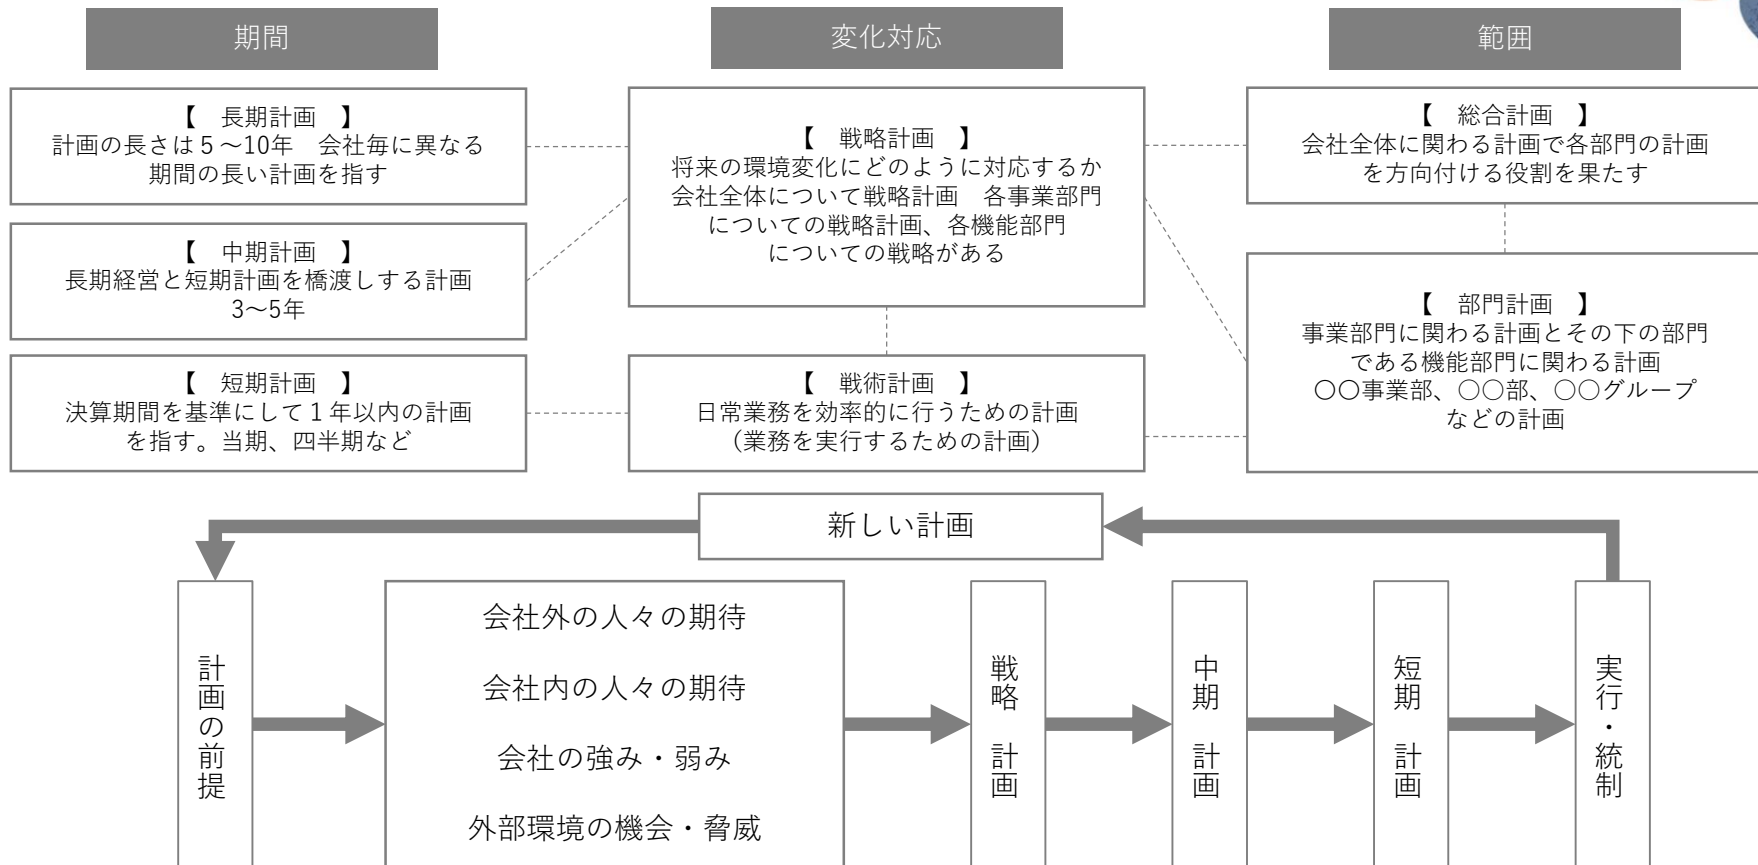 期間
変化対応
範囲
【　長期計画　】
計画の長さは５～10年　会社毎に異なる
期間の長い計画を指す
【　中期計画　】
長期経営と短期計画を橋渡しする計画
3～5年
【　短期計画　】
決算期間を基準にして１年以内の計画
を指す。当期、四半期など
【　戦略計画　】
将来の環境変化にどのように対応するか
会社全体について戦略計画　各事業部門
についての戦略計画、各機能部門
についての戦略がある
【　戦術計画　】
日常業務を効率的に行うための計画
（業務を実行するための計画）
【　総合計画　】
会社全体に関わる計画で各部門の計画
を方向付ける役割を果たす
【　部門計画　】
事業部門に関わる計画とその下の部門
である機能部門に関わる計画
〇〇事業部、○○部、○○グループ
などの計画
新しい計画
計画の前提
会社外の人々の期待
会社内の人々の期待
会社の強み・弱み
外部環境の機会・脅威
戦略　計画
中期　計画
短期　計画
実行・統制